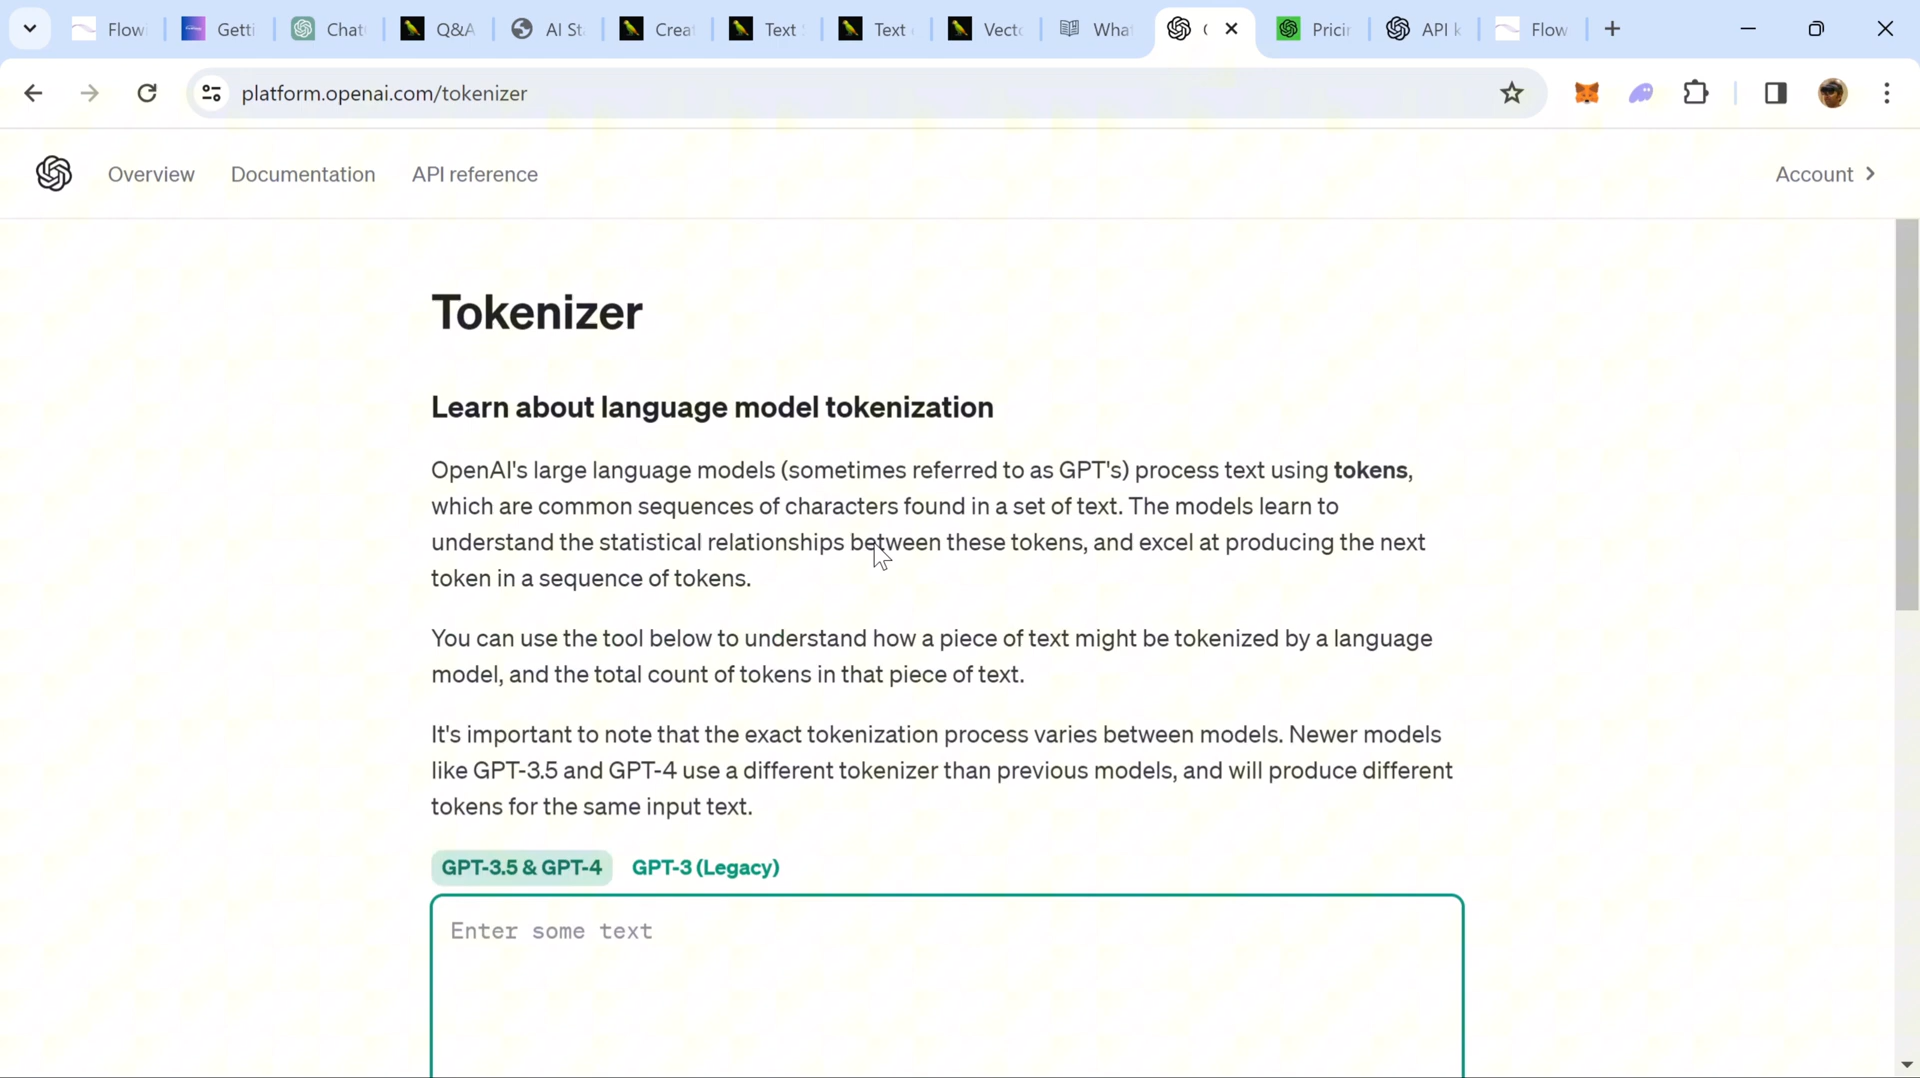 Flow
Getti
Chat
Q&A
AI St
Crea
Text
Text
Vecto
What
Pricin
API k
Flow
platform.openai.com/tokenizer
Overview
Documentation
API reference
Account
Tokenizer
Learn about language model tokenization
OpenAI's large language models (sometimes referred to as GPT's) process text using tokens,
which are common sequences of characters found in a set of text. The models learn to
understand the statistical relationships between these tokens, and excel at producing the next
token in a sequence of tokens.
You can use the tool below to understand how a piece of text might be tokenized by a language
model, and the total count of tokens in that piece of text.
It's important to note that the exact tokenization process varies between models. Newer models
like GPT-3.5 and GPT-4 use a different tokenizer than previous models, and will produce different
tokens for the same input text.
GPT-3.5 & GPT-4
GPT-3 (Legacy)
Enter some text